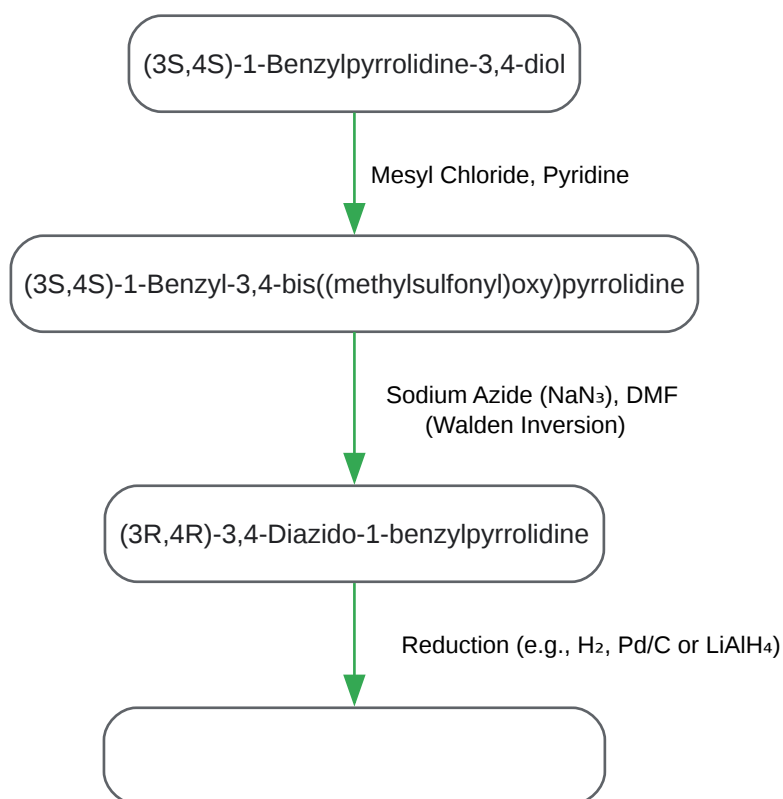 (3S,4S)-1-Benzylpyrrolidine-3,4-diol
Mesyl Chloride, Pyridine
(3S,4S)-1-Benzyl-3,4-bis((methylsulfonyl)oxy)pyrrolidine
Sodium Azide (NaN₃), DMF
(Walden Inversion)
(3R,4R)-3,4-Diazido-1-benzylpyrrolidine
Reduction (e.g., H₂, Pd/C or LiAlH₄)